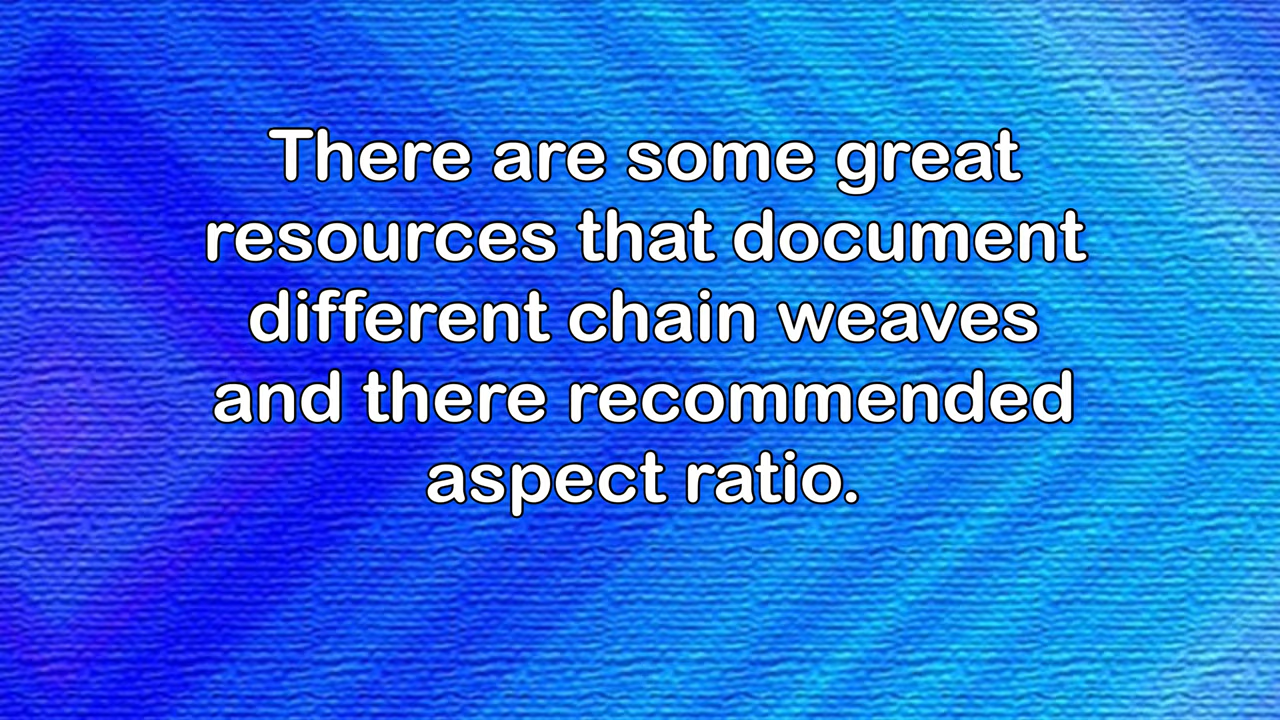 There are some great
resources that document
different chain weaves
and there recommended
aspect ratio.